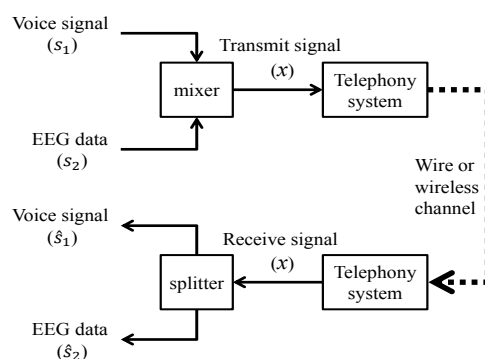 Voice signal
(s₁)
Transmit signal
(x)
mixer
Telephony
system
EEG data
(s₂)
Wire or
wireless
channel
Voice signal
(ŝ₁)
Receive signal
(x)
splitter
Telephony
system
EEG data
(ŝ₂)